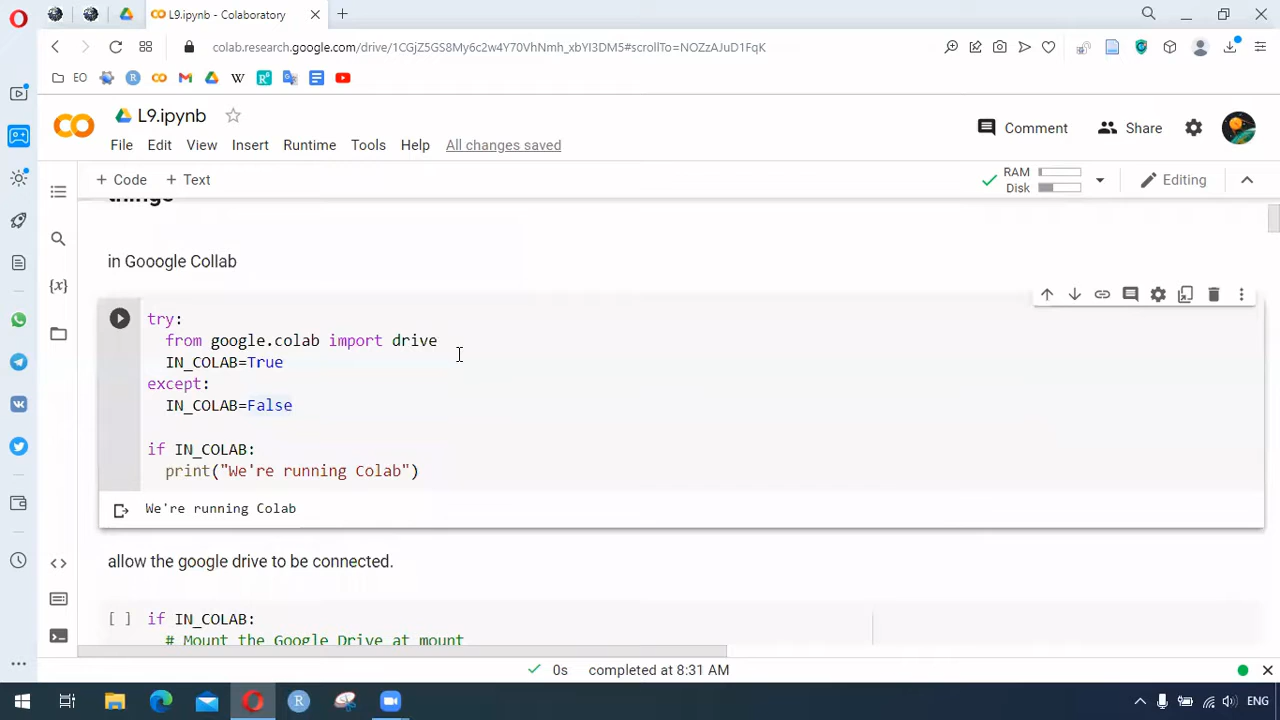 L9.ipynb - Colaboratory
colab.research.google.com/drive/1CGjZ5G$8My6c2w4Y70VhNmh_xbYI3DM5#scrollTo=NOZzAJuD1FqK
EO
L9.ipynb
Comment
Share
File Edit View Insert Runtime Tools Help All changes saved
+ Code + Text
RAM
Disk
Editing
things
in Gooogle Collab
try:
from google.colab import drive
IN_COLAB=True
except:
IN_COLAB=False
if IN_COLAB:
print("We're running Colab")
We're running Colab
allow the google drive to be connected.
[ ] if IN_COLAB:
# Mount the Google Drive at mount
0s completed at 8:31 AM
ENG